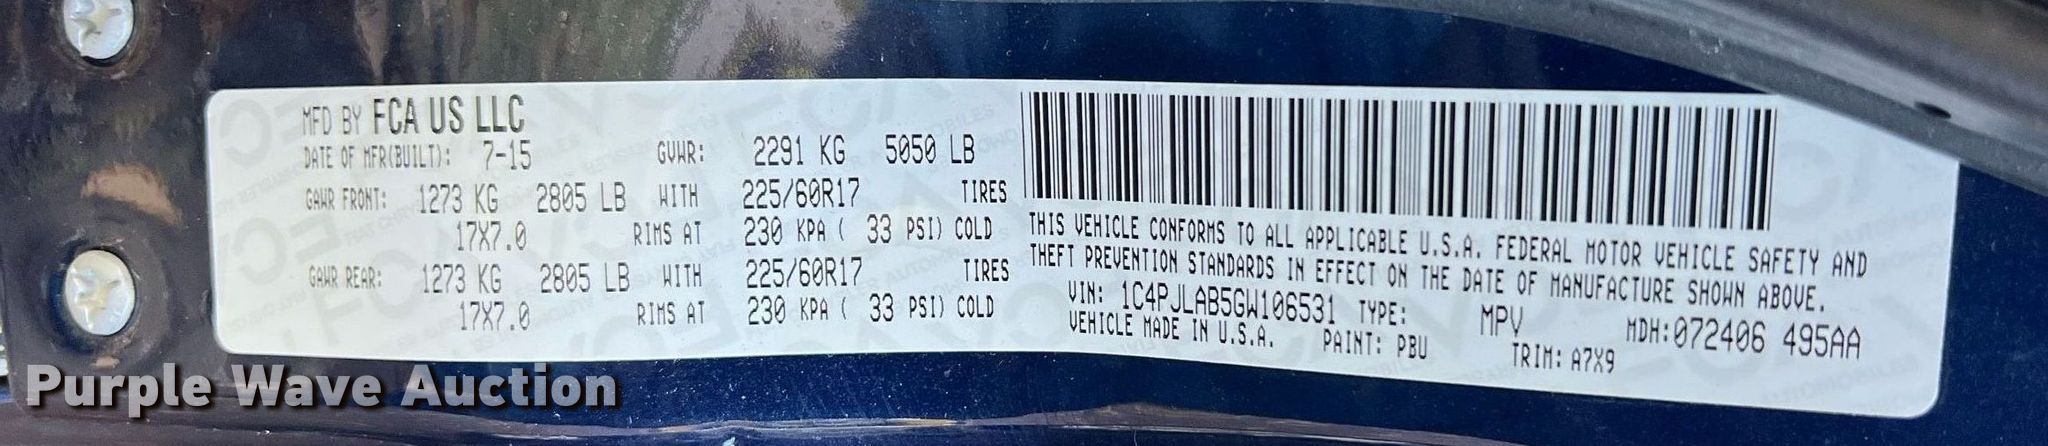 MFD BY FCA US LLC
DATE OF MFR(BUILT): 7-15 GVWR: 2291 KG 5050 LB
GAWR FRONT: 1273 KG 2805 LB WITH 225/60R17 TIRES
17X7.0 RIMS AT 230 KPA ( 33 PSI) COLD
GAWR REAR: 1273 KG 2805 LB WITH 225/60R17 TIRES
17X7.0 RIMS AT 230 KPA ( 33 PSI) COLD
THIS VEHICLE CONFORMS TO ALL APPLICABLE U.S.A. FEDERAL MOTOR VEHICLE SAFETY AND
THEFT PREVENTION STANDARDS IN EFFECT ON THE DATE OF MANUFACTURE SHOWN ABOVE.
VIN: 1C4PJLAB5GW106531 TYPE: MPV MDH:072406 495AA
VEHICLE MADE IN U.S.A. PAINT: PBU TRIM: A7X9
Purple Wave Auction